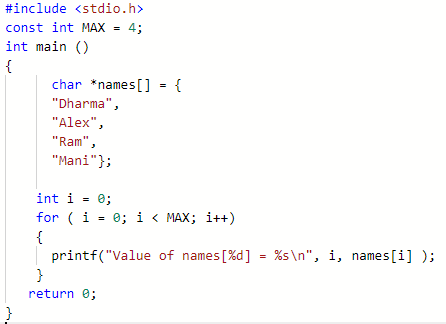 #include <stdio.h>
const int MAX = 4;
int main ()
{
char *names[] = {
"Dharma",
"Alex",
"Ram",
"Mani"};
int i = 0;
for ( i = 0; i < MAX; i++)
{
printf("Value of names[%d] = %s\n", i, names[i] );
}
return 0;
}